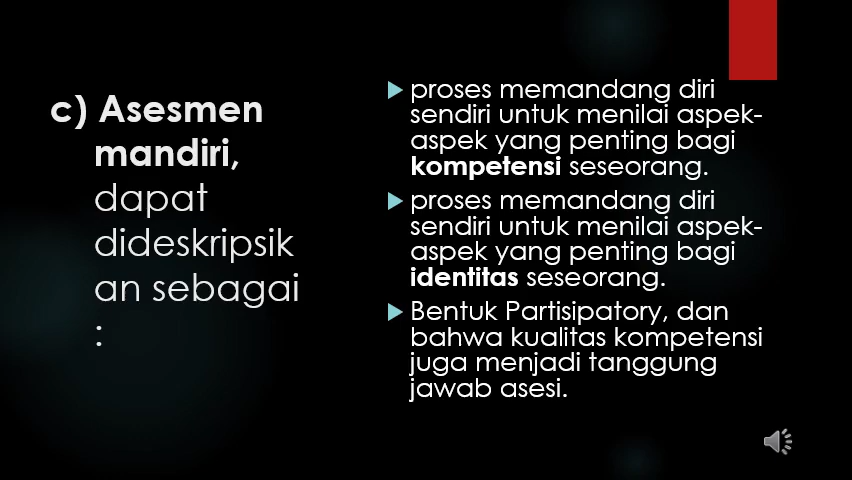 c) Asesmen
mandiri,
dapat
dideskripsik
an sebagai
:
proses memandang diri
sendiri untuk menilai aspek-
aspek yang penting bagi
kompetensi seseorang.
proses memandang diri
sendiri untuk menilai aspek-
aspek yang penting bagi
identitas seseorang.
Bentuk Partisipatory, dan
bahwa kualitas kompetensi
juga menjadi tanggung
jawab asesi.